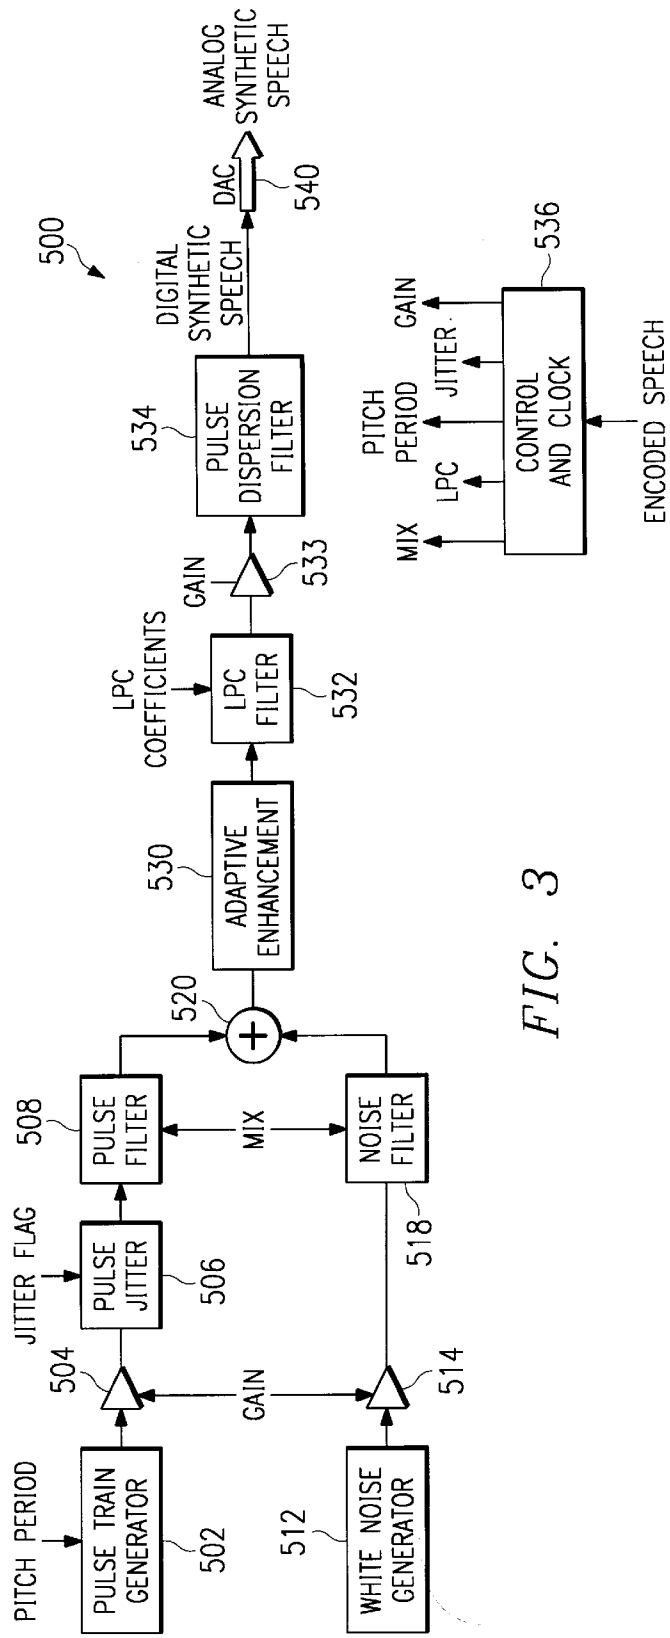 500
PITCH PERIOD
PULSE TRAIN
GENERATOR
502
504
JITTER FLAG
PULSE
JITTER
506
508
PULSE
FILTER
GAIN
MIX
512
WHITE NOISE
GENERATOR
514
NOISE
FILTER
518
520
+
530
ADAPTIVE
ENHANCEMENT
LPC
COEFFICIENTS
LPC
FILTER
532
GAIN
533
534
PULSE
DISPERSION
FILTER
DIGITAL
SYNTHETIC
SPEECH
DAC
540
ANALOG
SYNTHETIC
SPEECH
MIX
LPC
PITCH
PERIOD
JITTER
GAIN
536
CONTROL
AND CLOCK
ENCODED SPEECH
FIG. 3